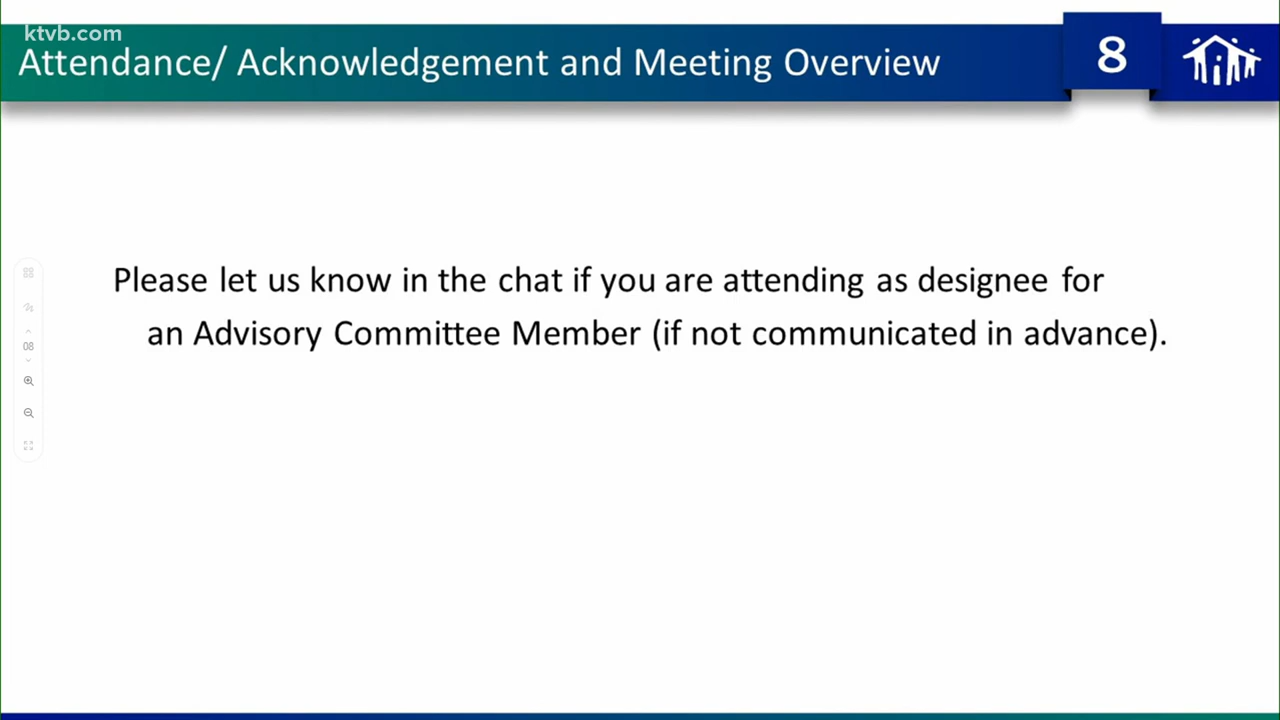 ktvb.com
Attendance/ Acknowledgement and Meeting Overview
8
Please let us know in the chat if you are attending as designee for
an Advisory Committee Member (if not communicated in advance).
08